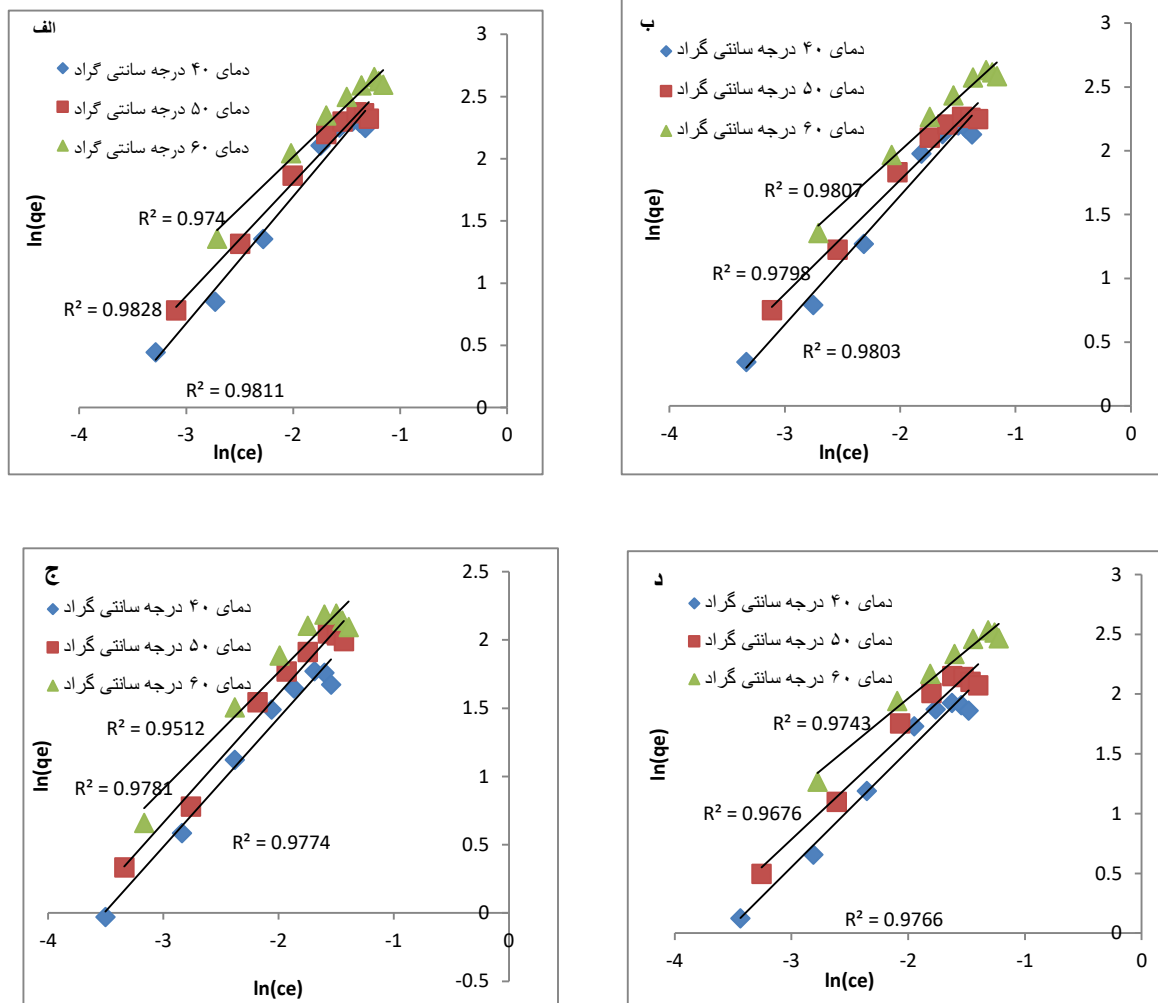 الف
دمای ۴۰ درجه سانتی گراد
دمای ۵۰ درجه سانتی گراد
دمای ۶۰ درجه سانتی گراد
R² = 0.974
R² = 0.9828
R² = 0.9811
3
2.5
2
1.5
1
0.5
0
-4 -3 -2 -1 0
ln(qe)
ln(ce)
ب
دمای ۴۰ درجه سانتی گراد
دمای ۵۰ درجه سانتی گراد
دمای ۶۰ درجه سانتی گراد
R² = 0.9807
R² = 0.9798
R² = 0.9803
3
2.5
2
1.5
1
0.5
0
-4 -3 -2 -1 0
ln(qe)
ln(ce)
ج
دمای ۴۰ درجه سانتی گراد
دمای ۵۰ درجه سانتی گراد
دمای ۶۰ درجه سانتی گراد
R² = 0.9512
R² = 0.9781
R² = 0.9774
2.5
2
1.5
1
0.5
0
-0.5
-4 -3 -2 -1 0
ln(qe)
ln(ce)
د
دمای ۴۰ درجه سانتی گراد
دمای ۵۰ درجه سانتی گراد
دمای ۶۰ درجه سانتی گراد
R² = 0.9743
R² = 0.9676
R² = 0.9766
3
2.5
2
1.5
1
0.5
0
-4 -3 -2 -1 0
ln(qe)
ln(ce)